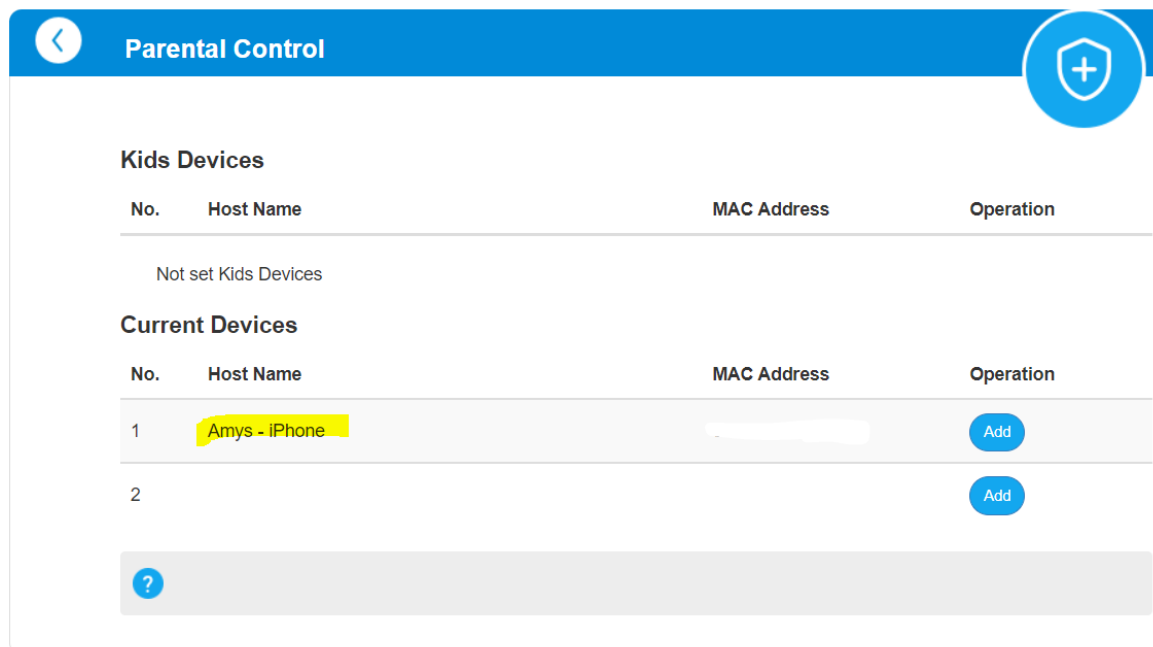 Parental Control
Kids Devices
No. Host Name MAC Address Operation
Not set Kids Devices
Current Devices
No. Host Name MAC Address Operation
1 Amys - iPhone Add
2 Add
?